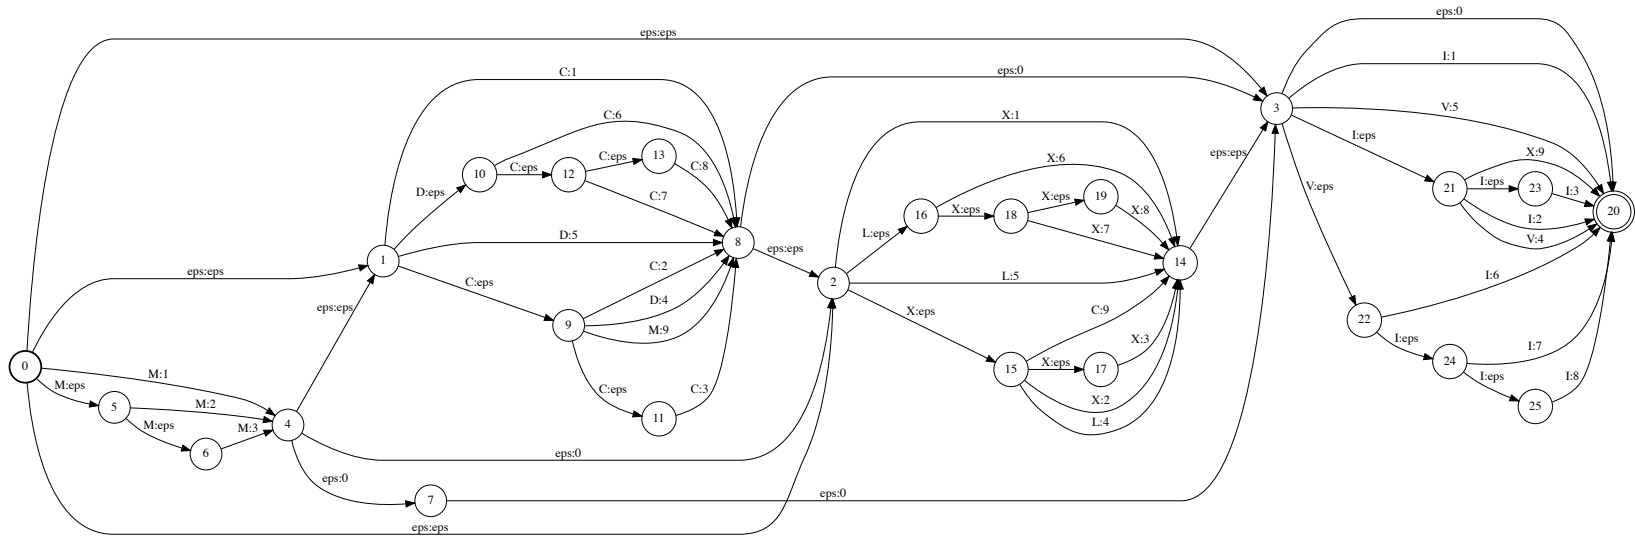 eps:0
eps:eps
I:1
C:1
eps:0
V:5
X:1
C:6
I:eps
13
C:eps
C:8
X:6
X:9
10
C:eps
12
D:eps
C:7
3
eps:eps
V:eps
21
I:eps
23
I:3
I:2
V:4
20
19
X:eps
X:8
16
X:eps
18
X:7
L:eps
D:5
8
eps:eps
1
eps:eps
C:2
14
L:5
2
C:eps
D:4
M:9
9
X:eps
C:9
I:6
22
eps:eps
I:eps
I:7
24
X:3
15
X:eps
17
0
M:1
M:eps
I:eps
I:8
25
C:eps
C:3
X:2
L:4
5
M:2
M:eps
M:3
4
11
6
eps:0
eps:0
7
eps:0
eps:eps